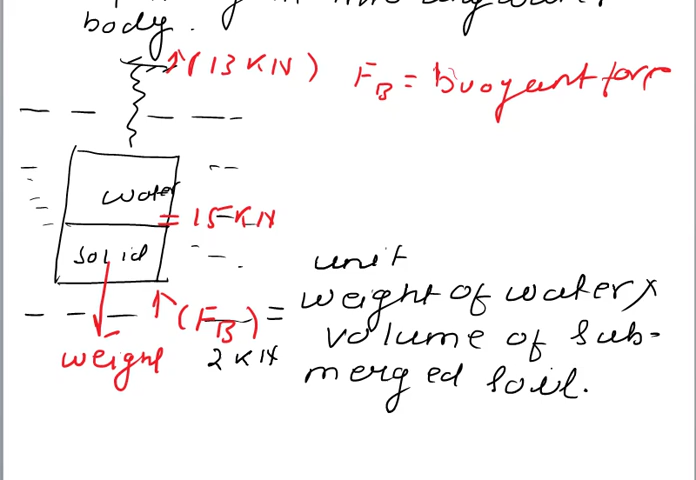 body.
↑(13 KN) FB = buoyant forc
water
= 15 KN
solid
unit
↑(FB) = weight of water x
weight 2 KN volume of sub-
merged soil.